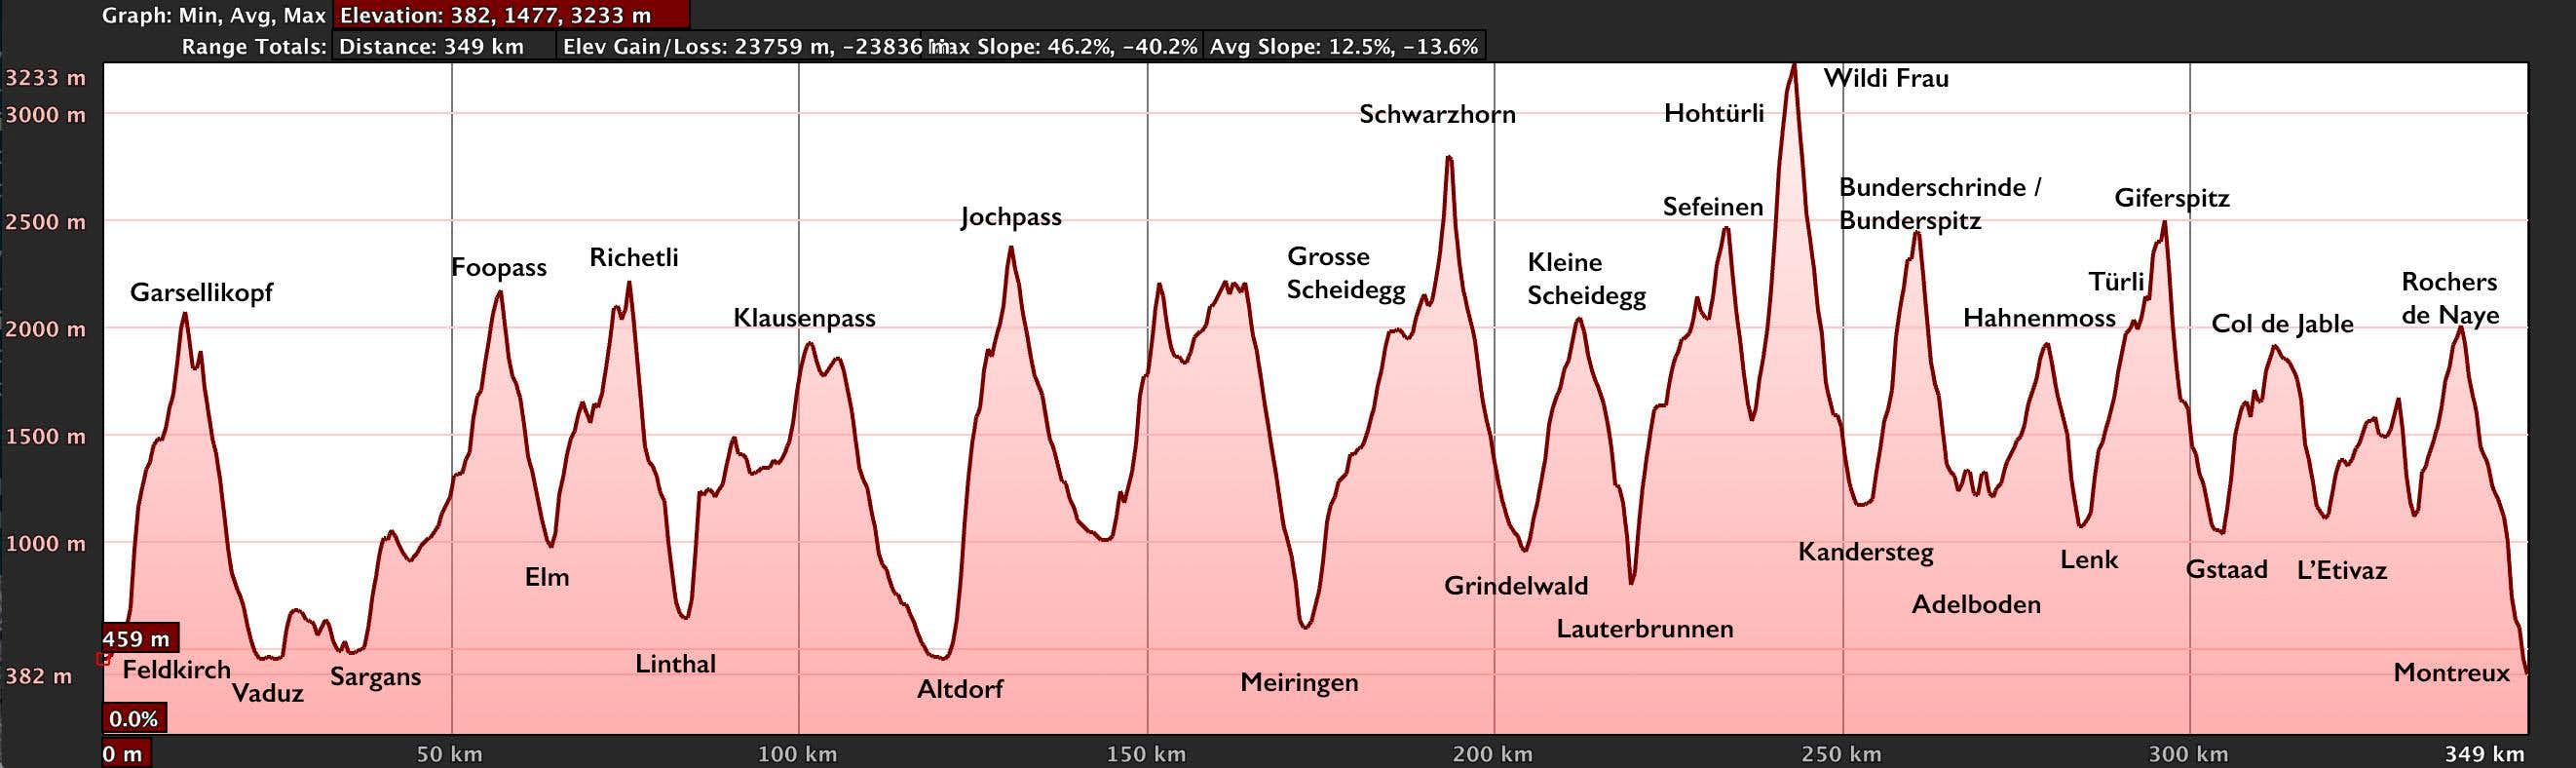 Graph: Min, Avg, Max Elevation: 382, 1477, 3233 m
Range Totals: Distance: 349 km Elev Gain/Loss: 23759 m, -23836 m Max Slope: 46.2%, -40.2% Avg Slope: 12.5%, -13.6%
3233 m
3000 m
2500 m
2000 m
1500 m
1000 m
382 m
Wildi Frau
Schwarzhorn
Hohtürli
Bunderschrinde /
Bunderspitz
Giferspitz
Sefeinen
Jochpass
Grosse
Scheidegg
Kleine
Scheidegg
Richetli
Foopass
Garsellikopf
Türli
Rochers
de Naye
Klausenpass
Hahnenmoss
Col de Jable
Kandersteg
Lenk
Gstaad
L'Etivaz
Elm
Grindelwald
Adelboden
Lauterbrunnen
459 m
Feldkirch
Vaduz
Sargans
Linthal
Altdorf
Meiringen
Montreux
0.0%
0 m
50 km
100 km
150 km
200 km
250 km
300 km
349 km